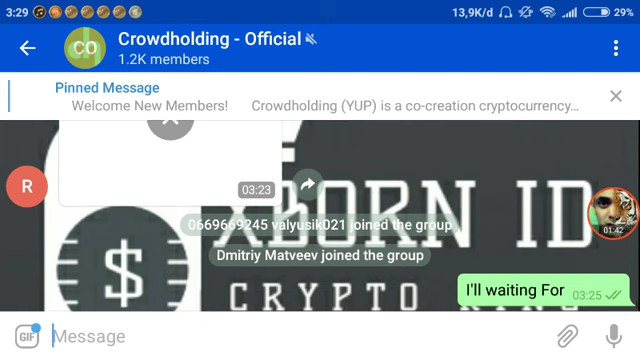 3:29 13,9K/d 29%
CO Crowdholding - Official
1.2K members
Pinned Message
Welcome New Members! Crowdholding (YUP) is a co-creation cryptocurrency...
R 03:23
XBORN ID
0669669245 valyusik021 joined the group
01:42
Dmitriy Matveev joined the group
$
CRYPTO
I'll waiting For 03:25
GIF Message